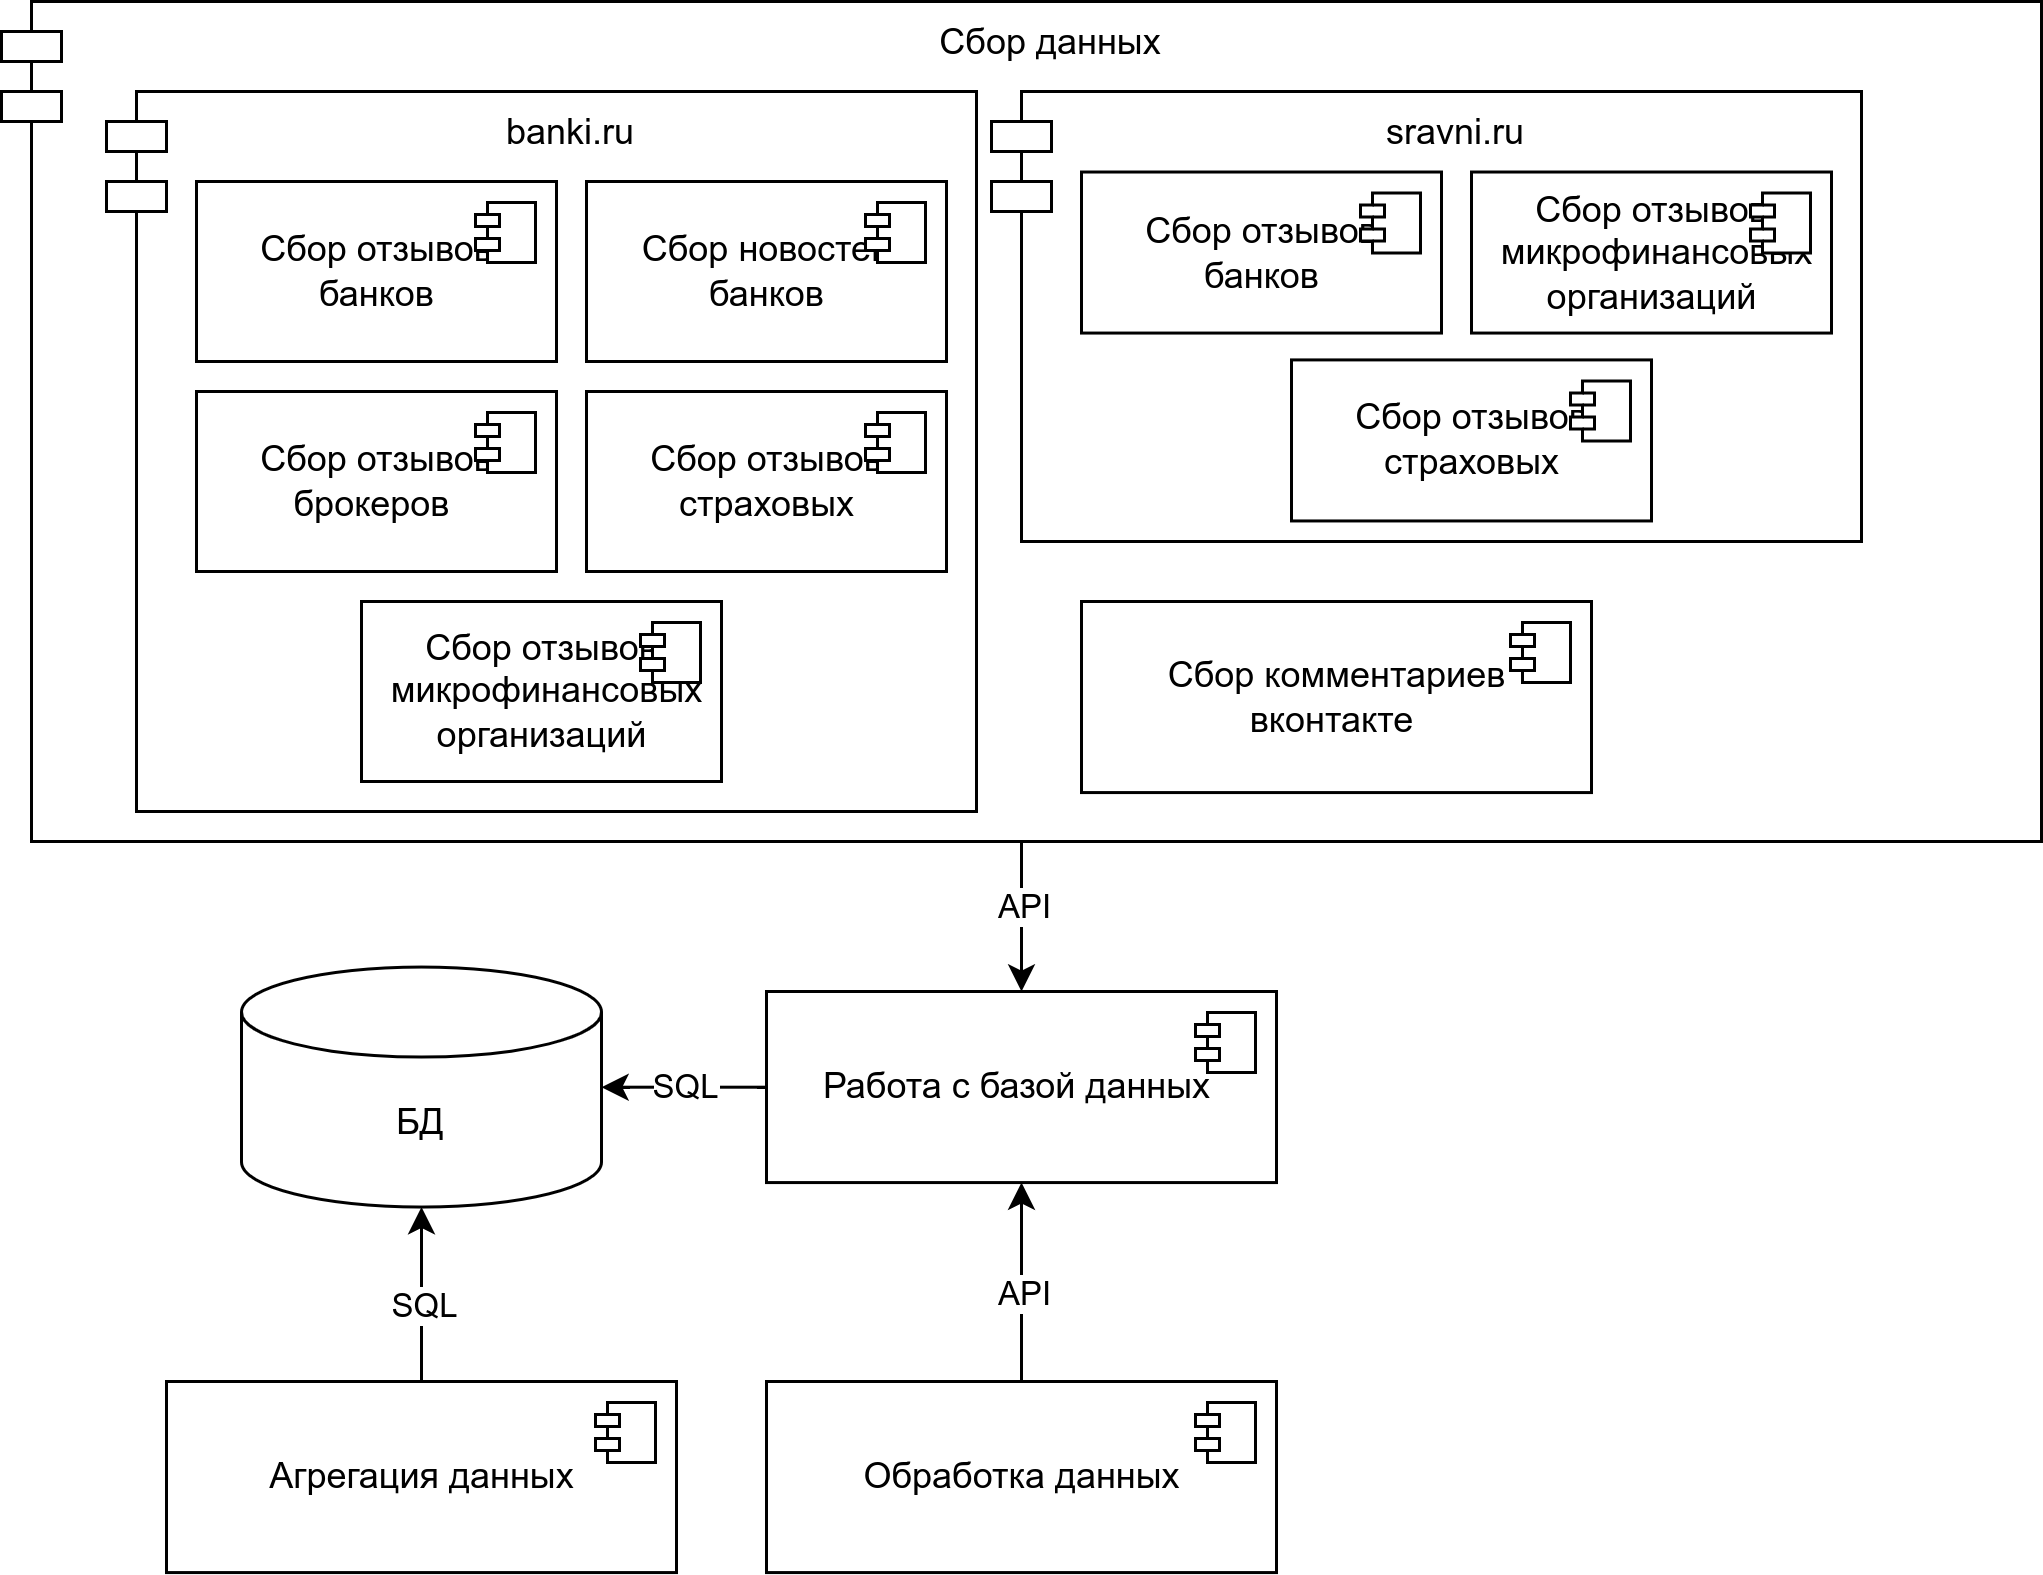 Сбор данных
banki.ru
Сбор отзывов
банков
Сбор новостей
банков
Сбор отзывов
брокеров
Сбор отзывов
страховых
Сбор отзывов
микрофинансовых
организаций
sravni.ru
Сбор отзывов
банков
Сбор отзывов
микрофинансовых
организаций
Сбор отзывов
страховых
Сбор комментариев
вконтакте
API
БД
SQL
Работа с базой данных
SQL
API
Агрегация данных
Обработка данных